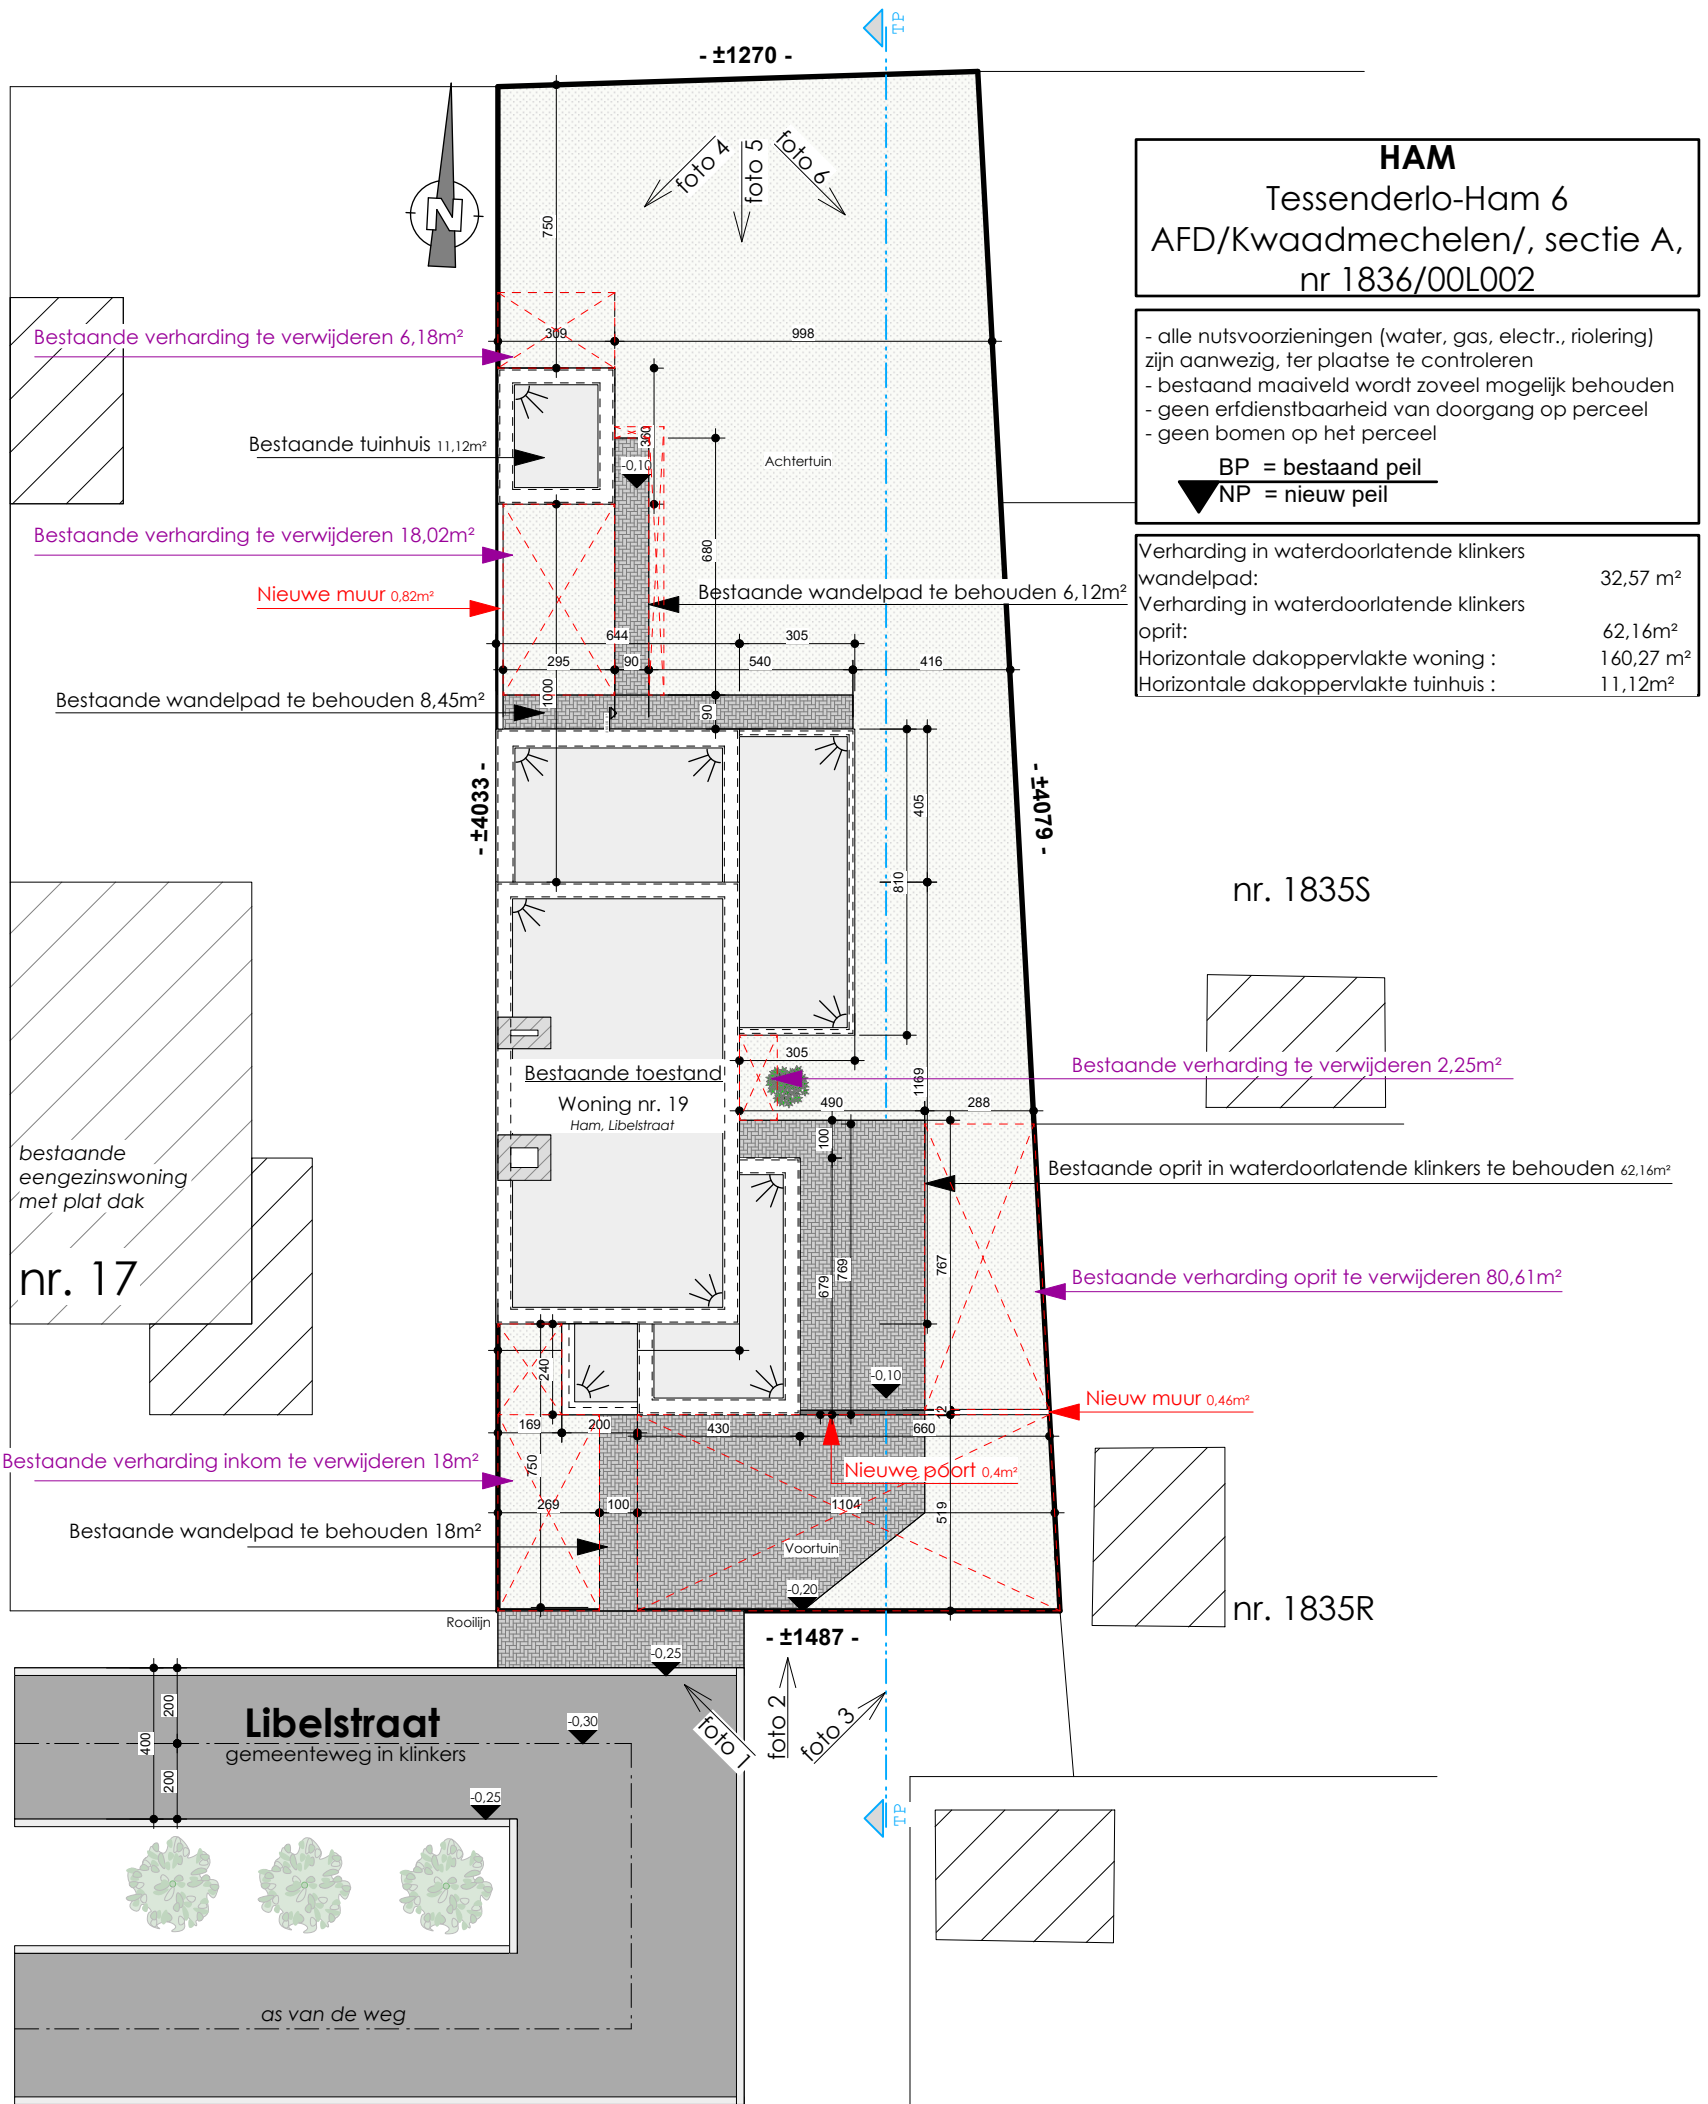 TP
- ±1270 -
foto 4
foto 5
foto 6
N
HAM
Tessenderlo-Ham 6
AFD/Kwaadmechelen/, sectie A,
nr 1836/00L002
- alle nutsvoorzieningen (water, gas, electr., riolering)
zijn aanwezig, ter plaatse te controleren
- bestaand maaiveld wordt zoveel mogelijk behouden
- geen erfdienstbaarheid van doorgang op perceel
- geen bomen op het perceel
BP = bestaand peil
NP = nieuw peil
Verharding in waterdoorlatende klinkers
wandelpad: 32,57 m²
Verharding in waterdoorlatende klinkers
oprit: 62,16m²
Horizontale dakoppervlakte woning : 160,27 m²
Horizontale dakoppervlakte tuinhuis : 11,12m²
750
Bestaande verharding te verwijderen 6,18m²
309
998
Bestaande tuinhuis 11,12m²
360
-0,10
Achtertuin
Bestaande verharding te verwijderen 18,02m²
680
Nieuwe muur 0,82m²
Bestaande wandelpad te behouden 6,12m²
644
305
295
90
540
416
1000
Bestaande wandelpad te behouden 8,45m²
90
- ±4033 -
- ±4079 -
405
810
nr. 1835S
305
Bestaande toestand
Woning nr. 19
Ham, Libelstraat
Bestaande verharding te verwijderen 2,25m²
1169
490
288
100
bestaande
eengezinswoning
met plat dak
nr. 17
Bestaande oprit in waterdoorlatende klinkers te behouden 62,16m²
679
769
767
Bestaande verharding oprit te verwijderen 80,61m²
240
-0,10
Nieuw muur 0,46m²
12
169
200
430
660
Bestaande verharding inkom te verwijderen 18m²
750
Nieuwe poort 0,4m²
269
100
1104
519
Bestaande wandelpad te behouden 18m²
Voortuin
-0,20
nr. 1835R
Rooilijn
- ±1487 -
-0,25
foto 1
foto 2
foto 3
200
400
200
Libelstraat
gemeenteweg in klinkers
-0,30
-0,25
TP
as van de weg